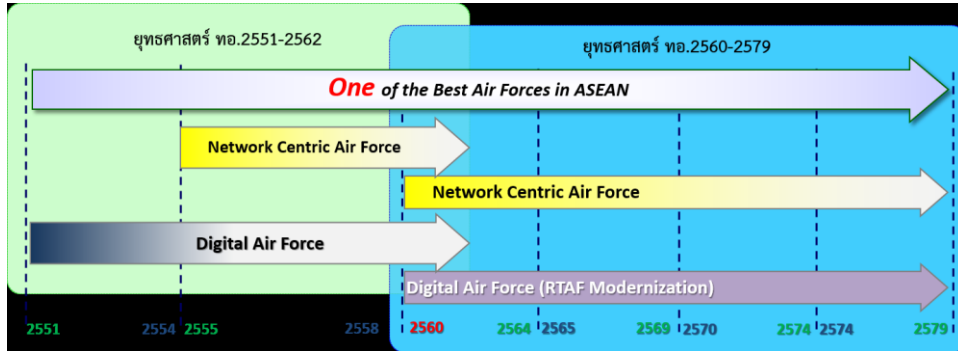 ยุทธศาสตร์ ทอ.2551-2562
ยุทธศาสตร์ ทอ.2560-2579
One of the Best Air Forces in ASEAN
Network Centric Air Force
Network Centric Air Force
Digital Air Force
Digital Air Force (RTAF Modernization)
2551 2554 2555 2558 2560 2564 2565 2569 2570 2574 2574 2579